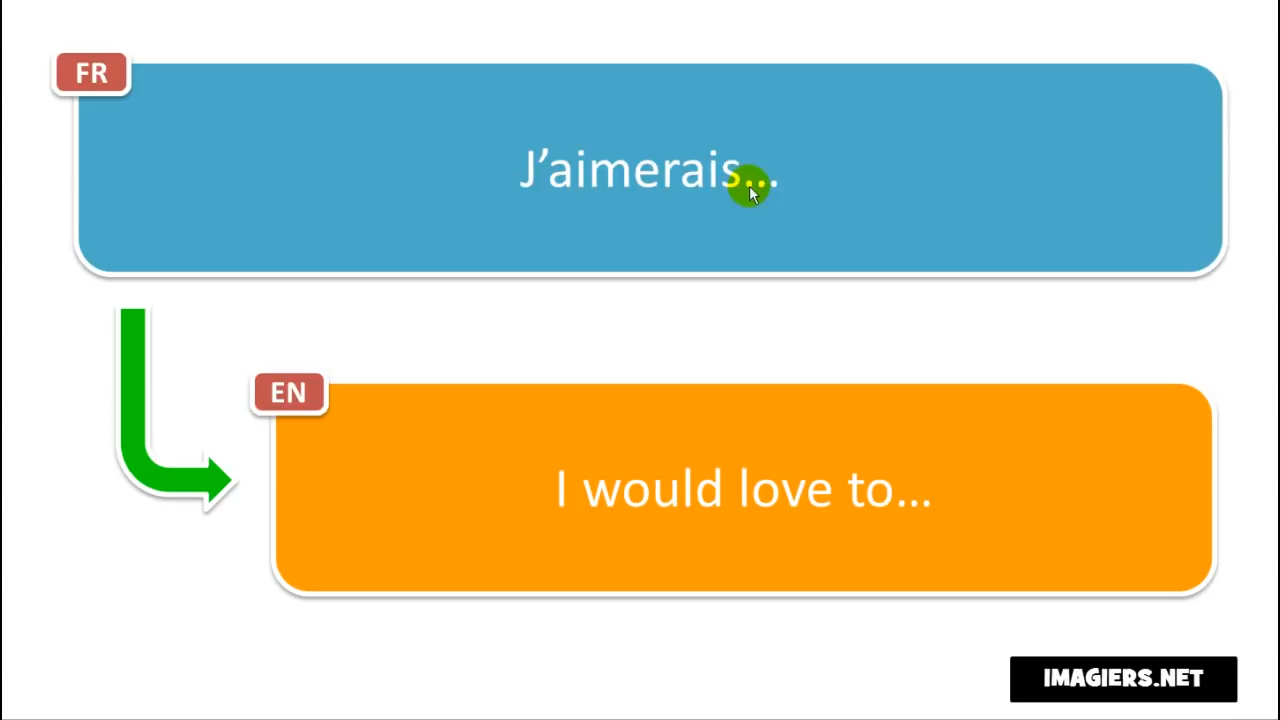 FR
J’aimerais...
EN
I would love to...
IMAGIERS.NET